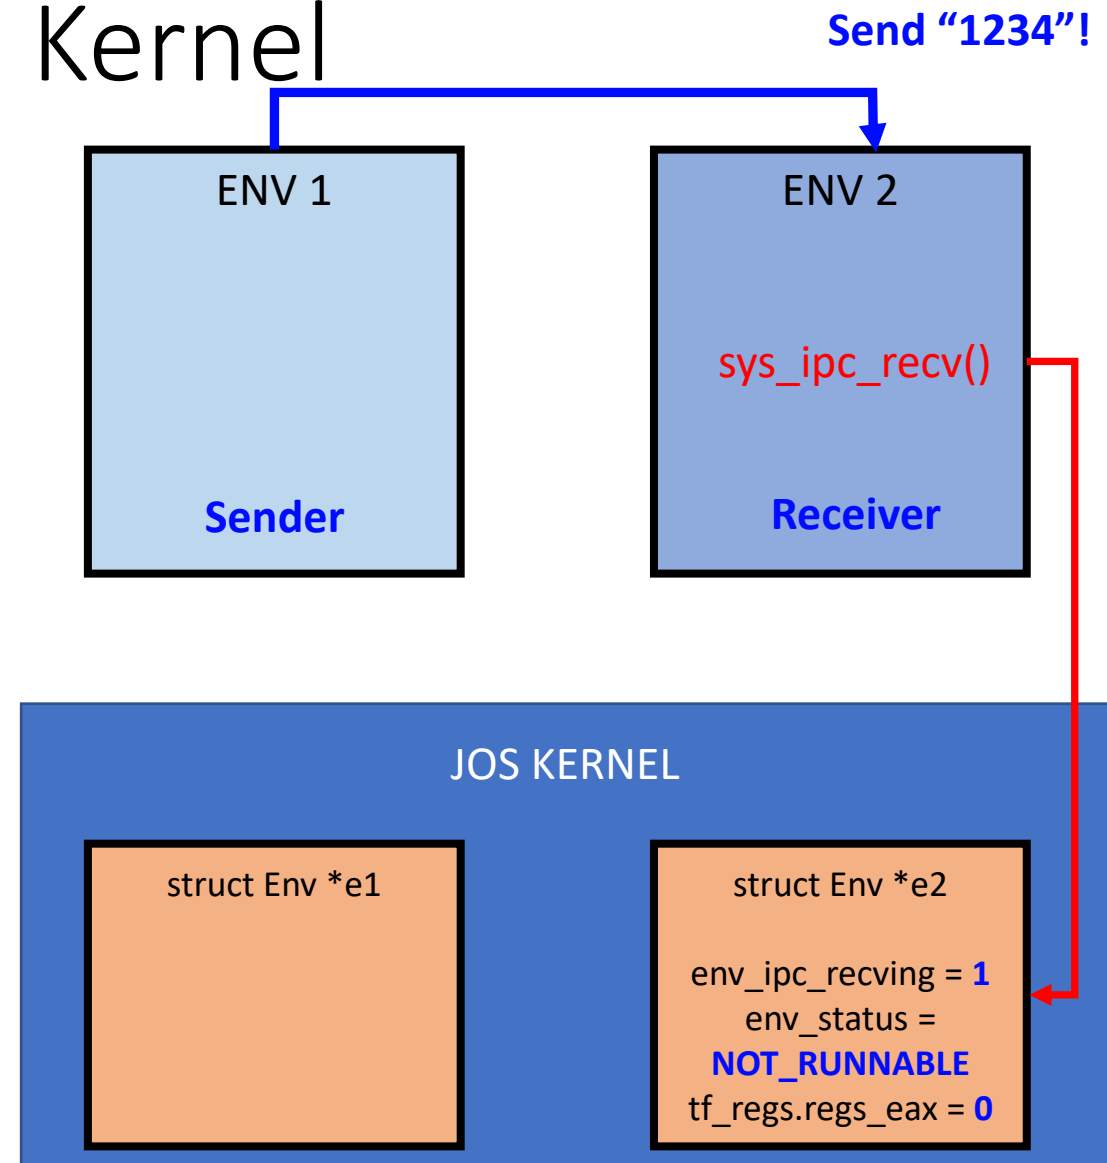 Kernel
Send “1234”!
ENV 1
ENV 2
sys_ipc_recv()
Sender
Receiver
JOS KERNEL
struct Env *e1
struct Env *e2
env_ipc_recving = 1
env_status =
NOT_RUNNABLE
tf_regs.regs_eax = 0